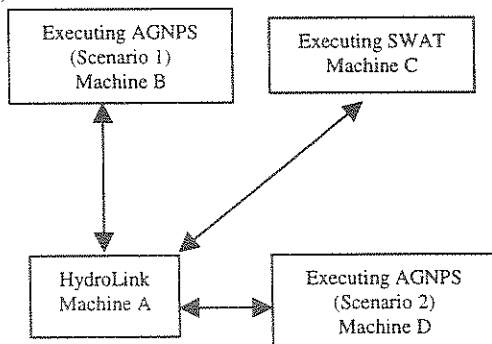 Executing AGNPS
(Scenario 1)
Machine B
Executing SWAT
Machine C
HydroLink
Machine A
Executing AGNPS
(Scenario 2)
Machine D